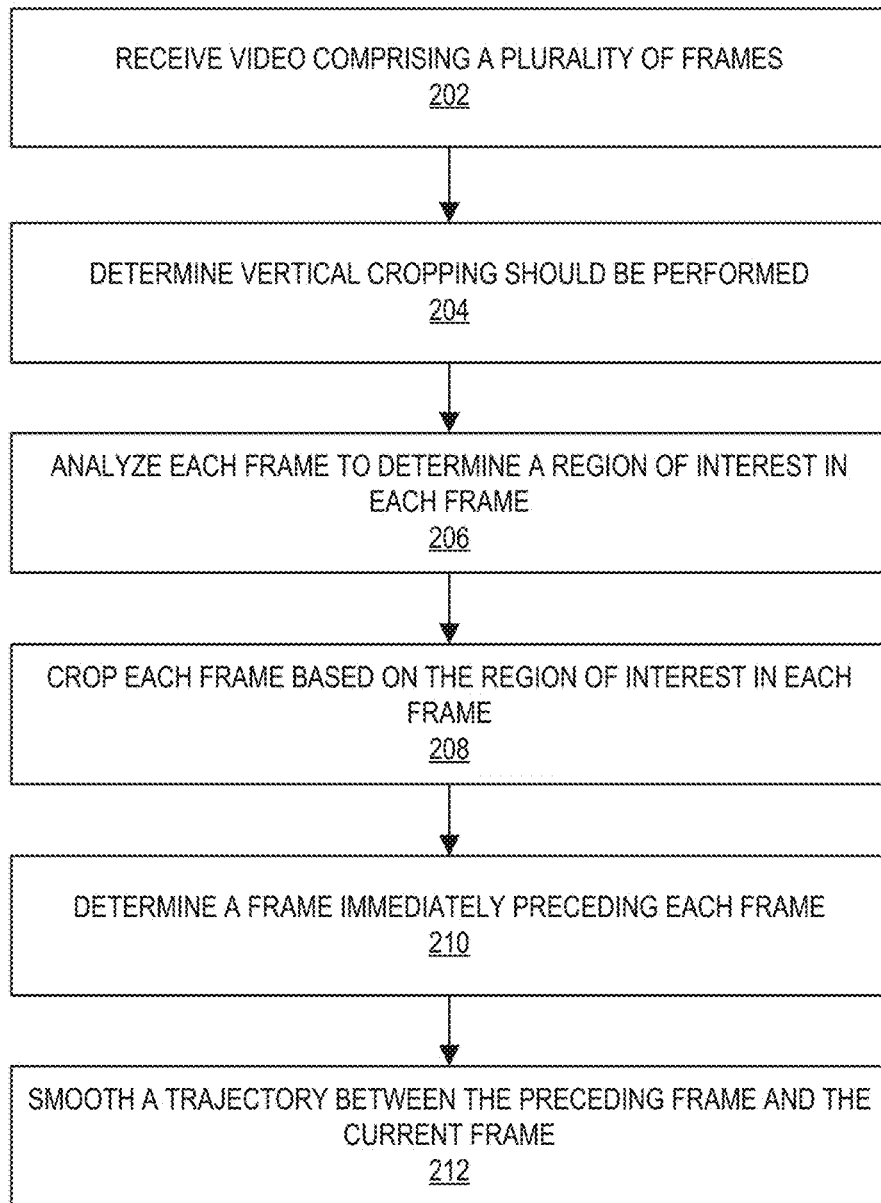 RECEIVE VIDEO COMPRISING A PLURALITY OF FRAMES
202
DETERMINE VERTICAL CROPPING SHOULD BE PERFORMED
204
ANALYZE EACH FRAME TO DETERMINE A REGION OF INTEREST IN
EACH FRAME
206
CROP EACH FRAME BASED ON THE REGION OF INTEREST IN EACH
FRAME
208
DETERMINE A FRAME IMMEDIATELY PRECEDING EACH FRAME
210
SMOOTH A TRAJECTORY BETWEEN THE PRECEDING FRAME AND THE
CURRENT FRAME
212